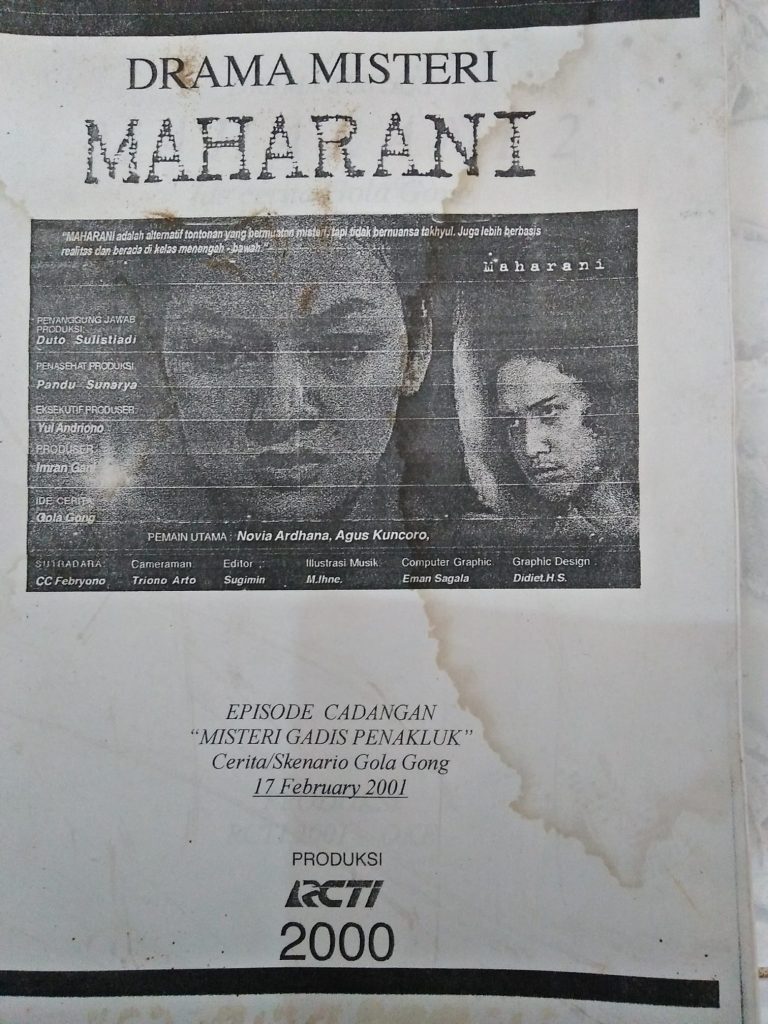 DRAMA MISTERI
MAHARANI
"MAHARANI adalah alternatif tontonan yang bermuatan misteri, tapi tidak bernuansa takhyul. Juga lebih berbasis
realitas dan berada di kelas menengah - bawah."
Maharani
PENANGGUNG JAWAB
PRODUKSI:
Duto Sulistiadi
PENASEHAT PRODUKSI
Pandu Sunarya
EKSEKUTIF PRODUSER
Yul Andriono
PRODUSER
Imran Gani
IDE CERITA
Gola Gong
PEMAIN UTAMA : Novia Ardhana, Agus Kuncoro,
SUTRADARA Cameraman Editor : Illustrasi Musik Computer Graphic Graphic Design
CC Febryono Triono Arto Sugimin M.Ihne. Eman Sagala Didiet.H.S.
EPISODE CADANGAN
"MISTERI GADIS PENAKLUK"
Cerita/Skenario Gola Gong
17 February 2001
PRODUKSI
RCTI
2000